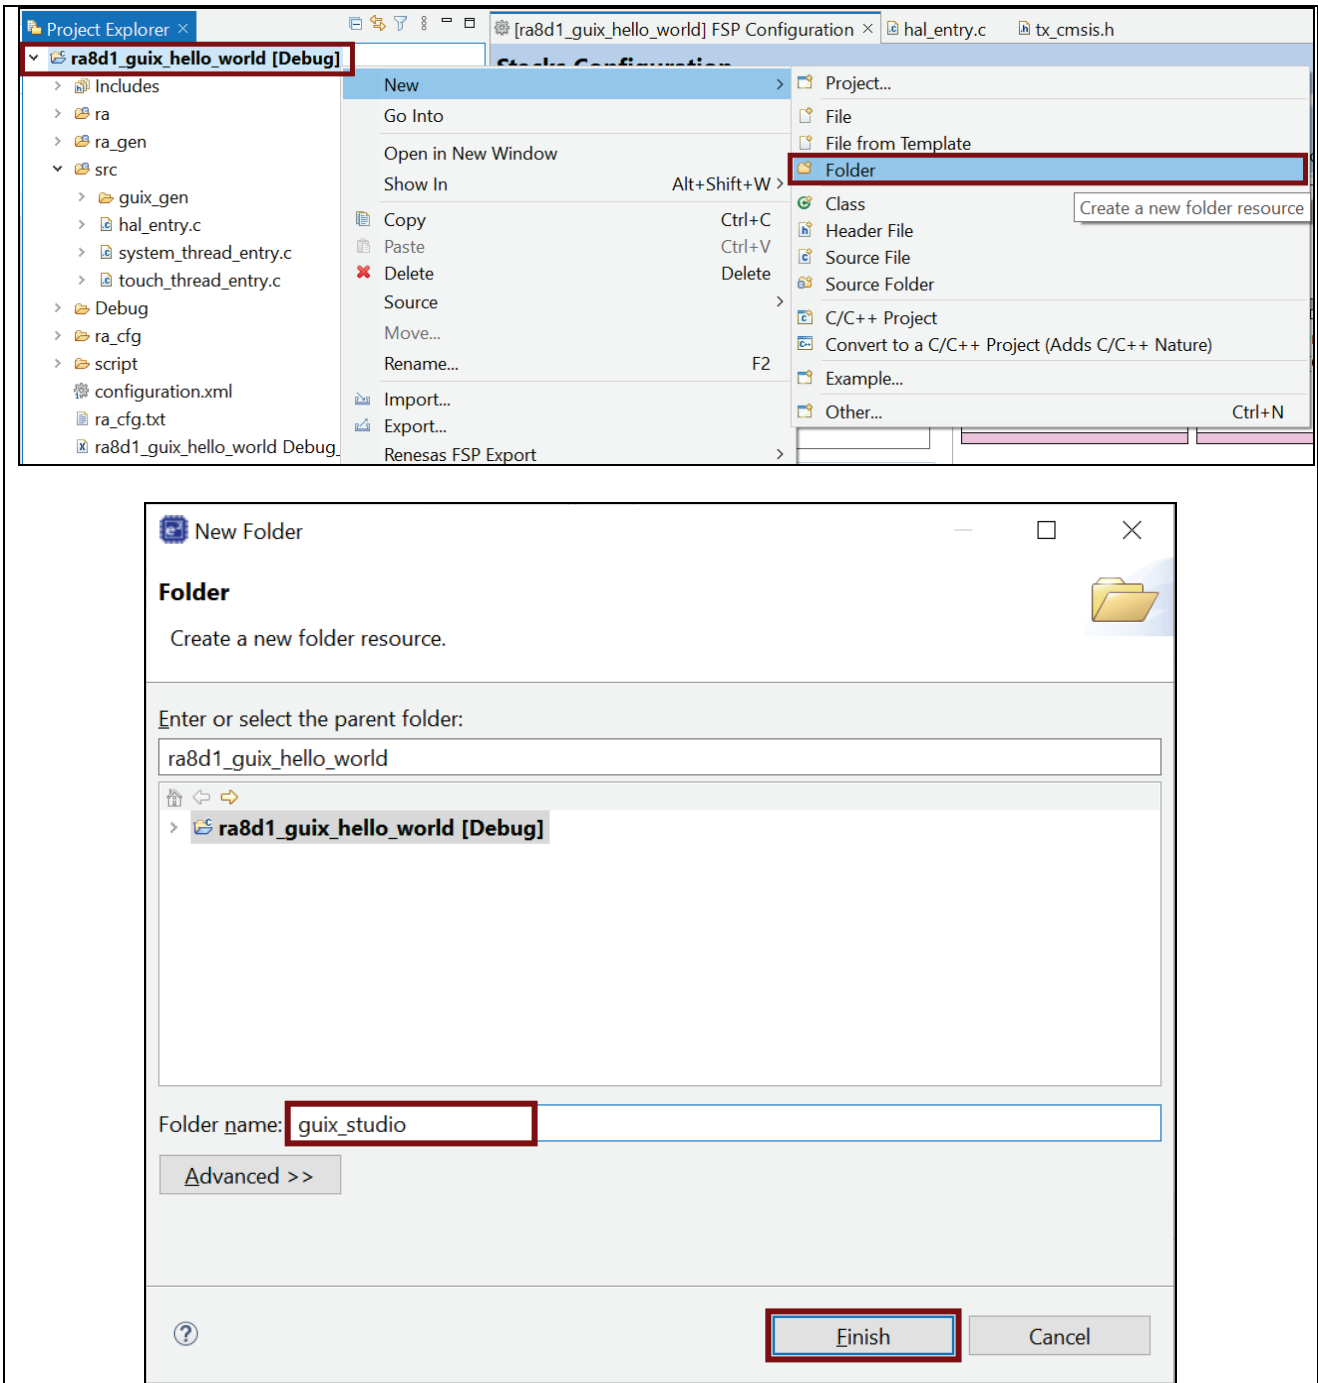 Project Explorer
[ra8d1_guix_hello_world] FSP Configuration
hal_entry.c
tx_cmsis.h
ra8d1_guix_hello_world [Debug]
Stacks Configuration
Includes
ra
ra_gen
src
guix_gen
hal_entry.c
system_thread_entry.c
touch_thread_entry.c
Debug
ra_cfg
script
configuration.xml
ra_cfg.txt
ra8d1_guix_hello_world Debug_
New
Go Into
Open in New Window
Show In Alt+Shift+W >
Copy Ctrl+C
Paste Ctrl+V
Delete Delete
Source
Move...
Rename... F2
Import...
Export...
Renesas FSP Export
Project...
File
File from Template
Folder
Class
Create a new folder resource
Header File
Source File
Source Folder
C/C++ Project
Convert to a C/C++ Project (Adds C/C++ Nature)
Example...
Other... Ctrl+N
New Folder
Folder
Create a new folder resource.
Enter or select the parent folder:
ra8d1_guix_hello_world
ra8d1_guix_hello_world [Debug]
Folder name: guix_studio
Advanced >>
Finish
Cancel